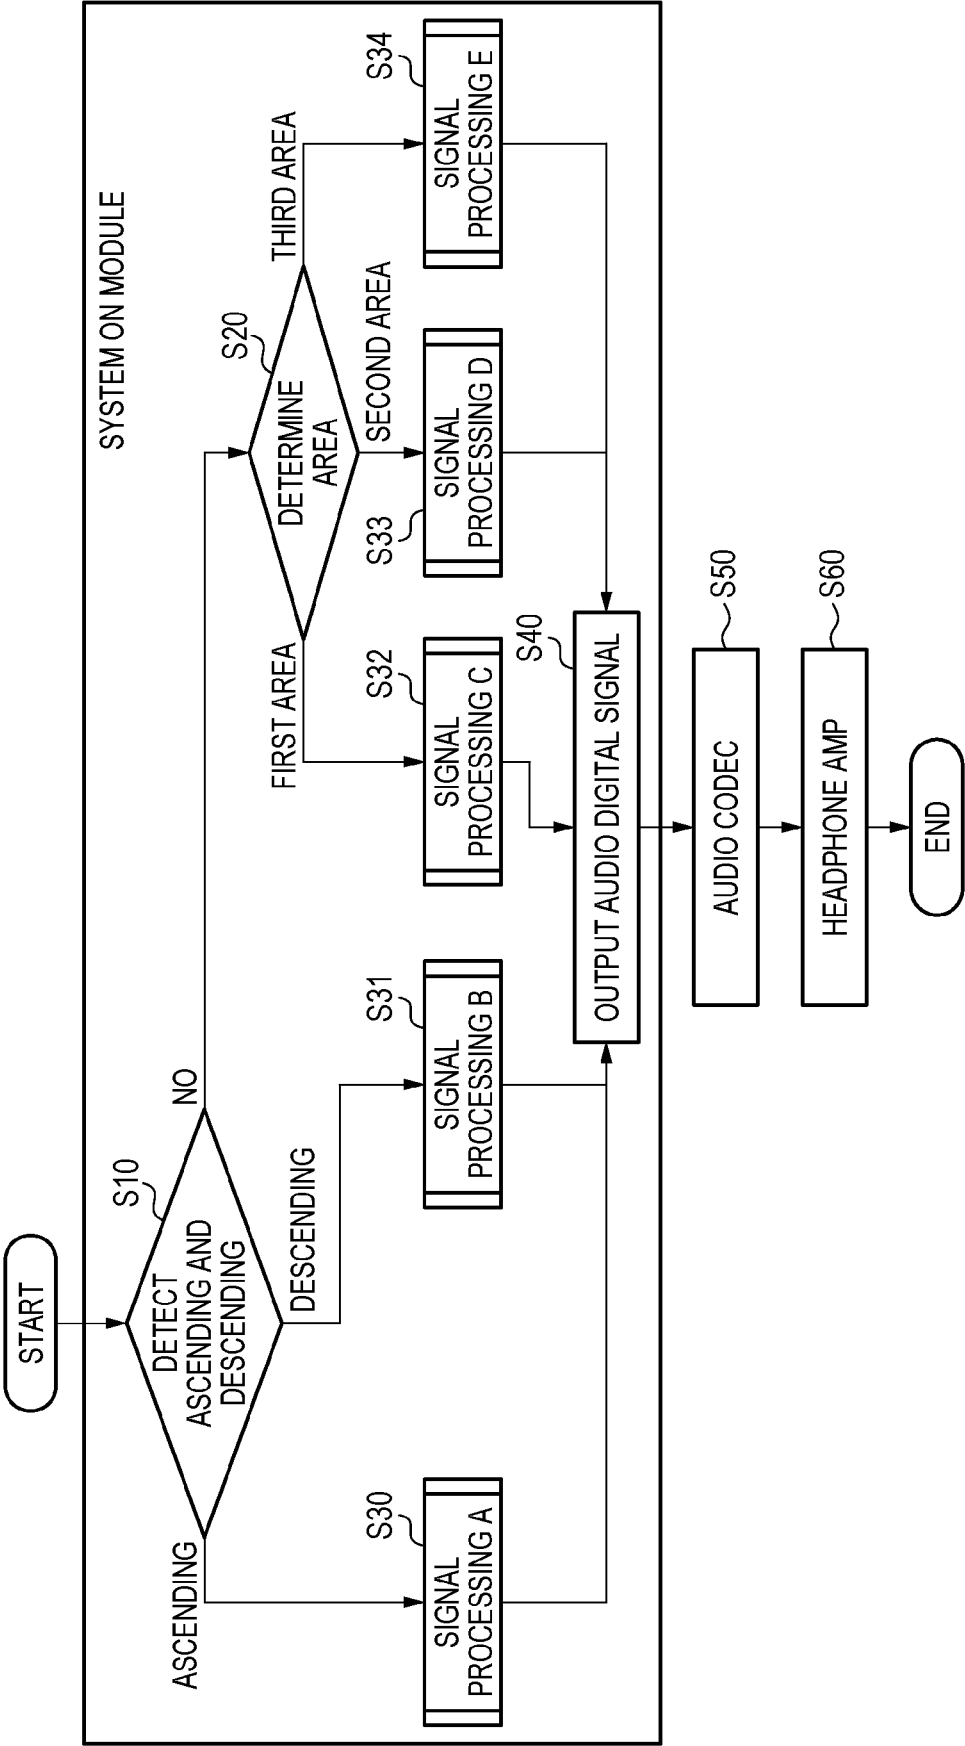 START
SYSTEM ON MODULE
S10
DETECT
ASCENDING AND
DESCENDING
ASCENDING
DESCENDING
NO
S20
DETERMINE
AREA
FIRST AREA
SECOND AREA
THIRD AREA
S30
SIGNAL
PROCESSING A
S31
SIGNAL
PROCESSING B
S32
SIGNAL
PROCESSING C
S33
SIGNAL
PROCESSING D
S34
SIGNAL
PROCESSING E
S40
OUTPUT AUDIO DIGITAL SIGNAL
S50
AUDIO CODEC
S60
HEADPHONE AMP
END